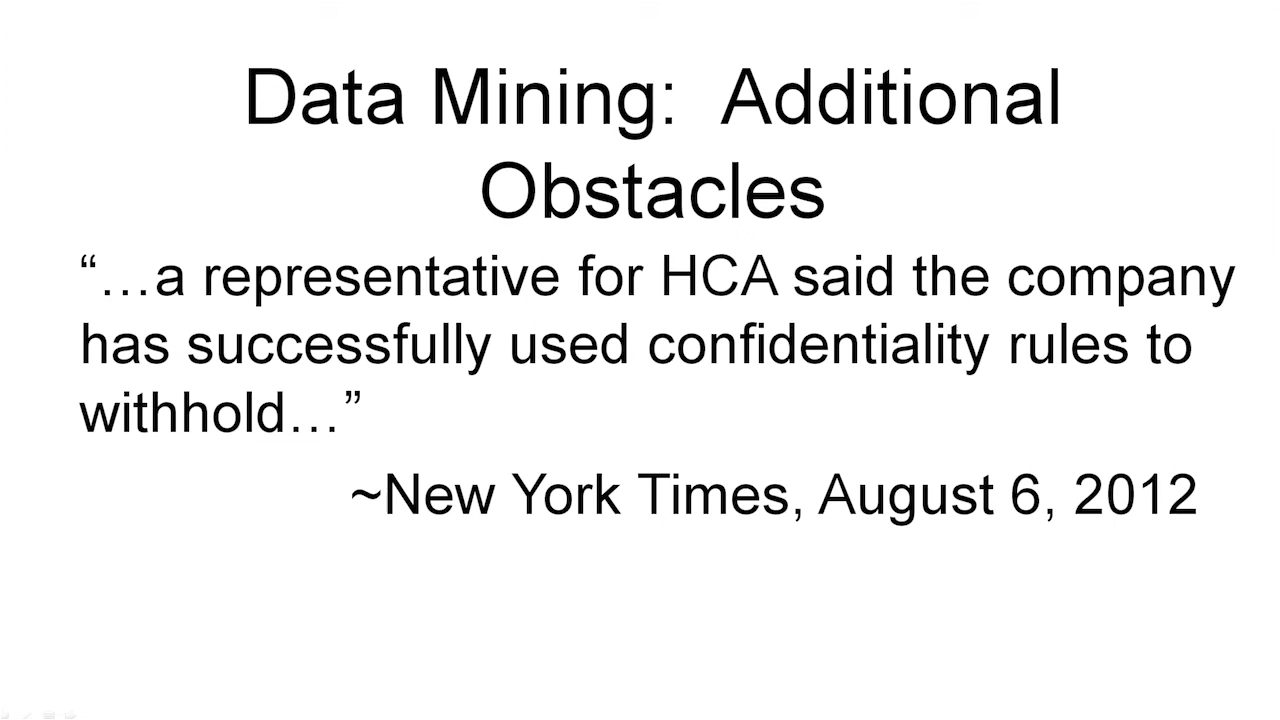 Data Mining:  Additional
Obstacles
“…a representative for HCA said the company
has successfully used confidentiality rules to
withhold…”
~New York Times, August 6, 2012